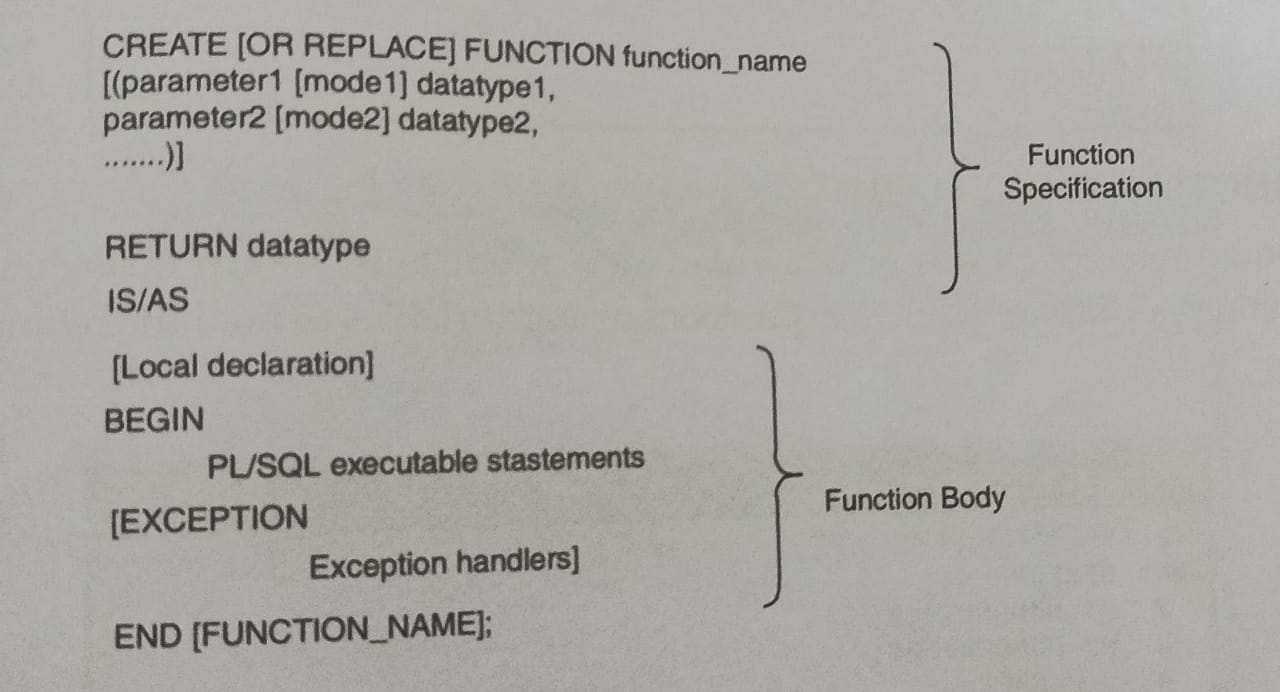 CREATE [OR REPLACE] FUNCTION function_name
[(parameter1 [mode1] datatype1,
parameter2 [mode2] datatype2,
.......)]
Function
Specification
RETURN datatype
IS/AS
[Local declaration]
BEGIN
PL/SQL executable stastements
Function Body
[EXCEPTION
Exception handlers]
END [FUNCTION_NAME];